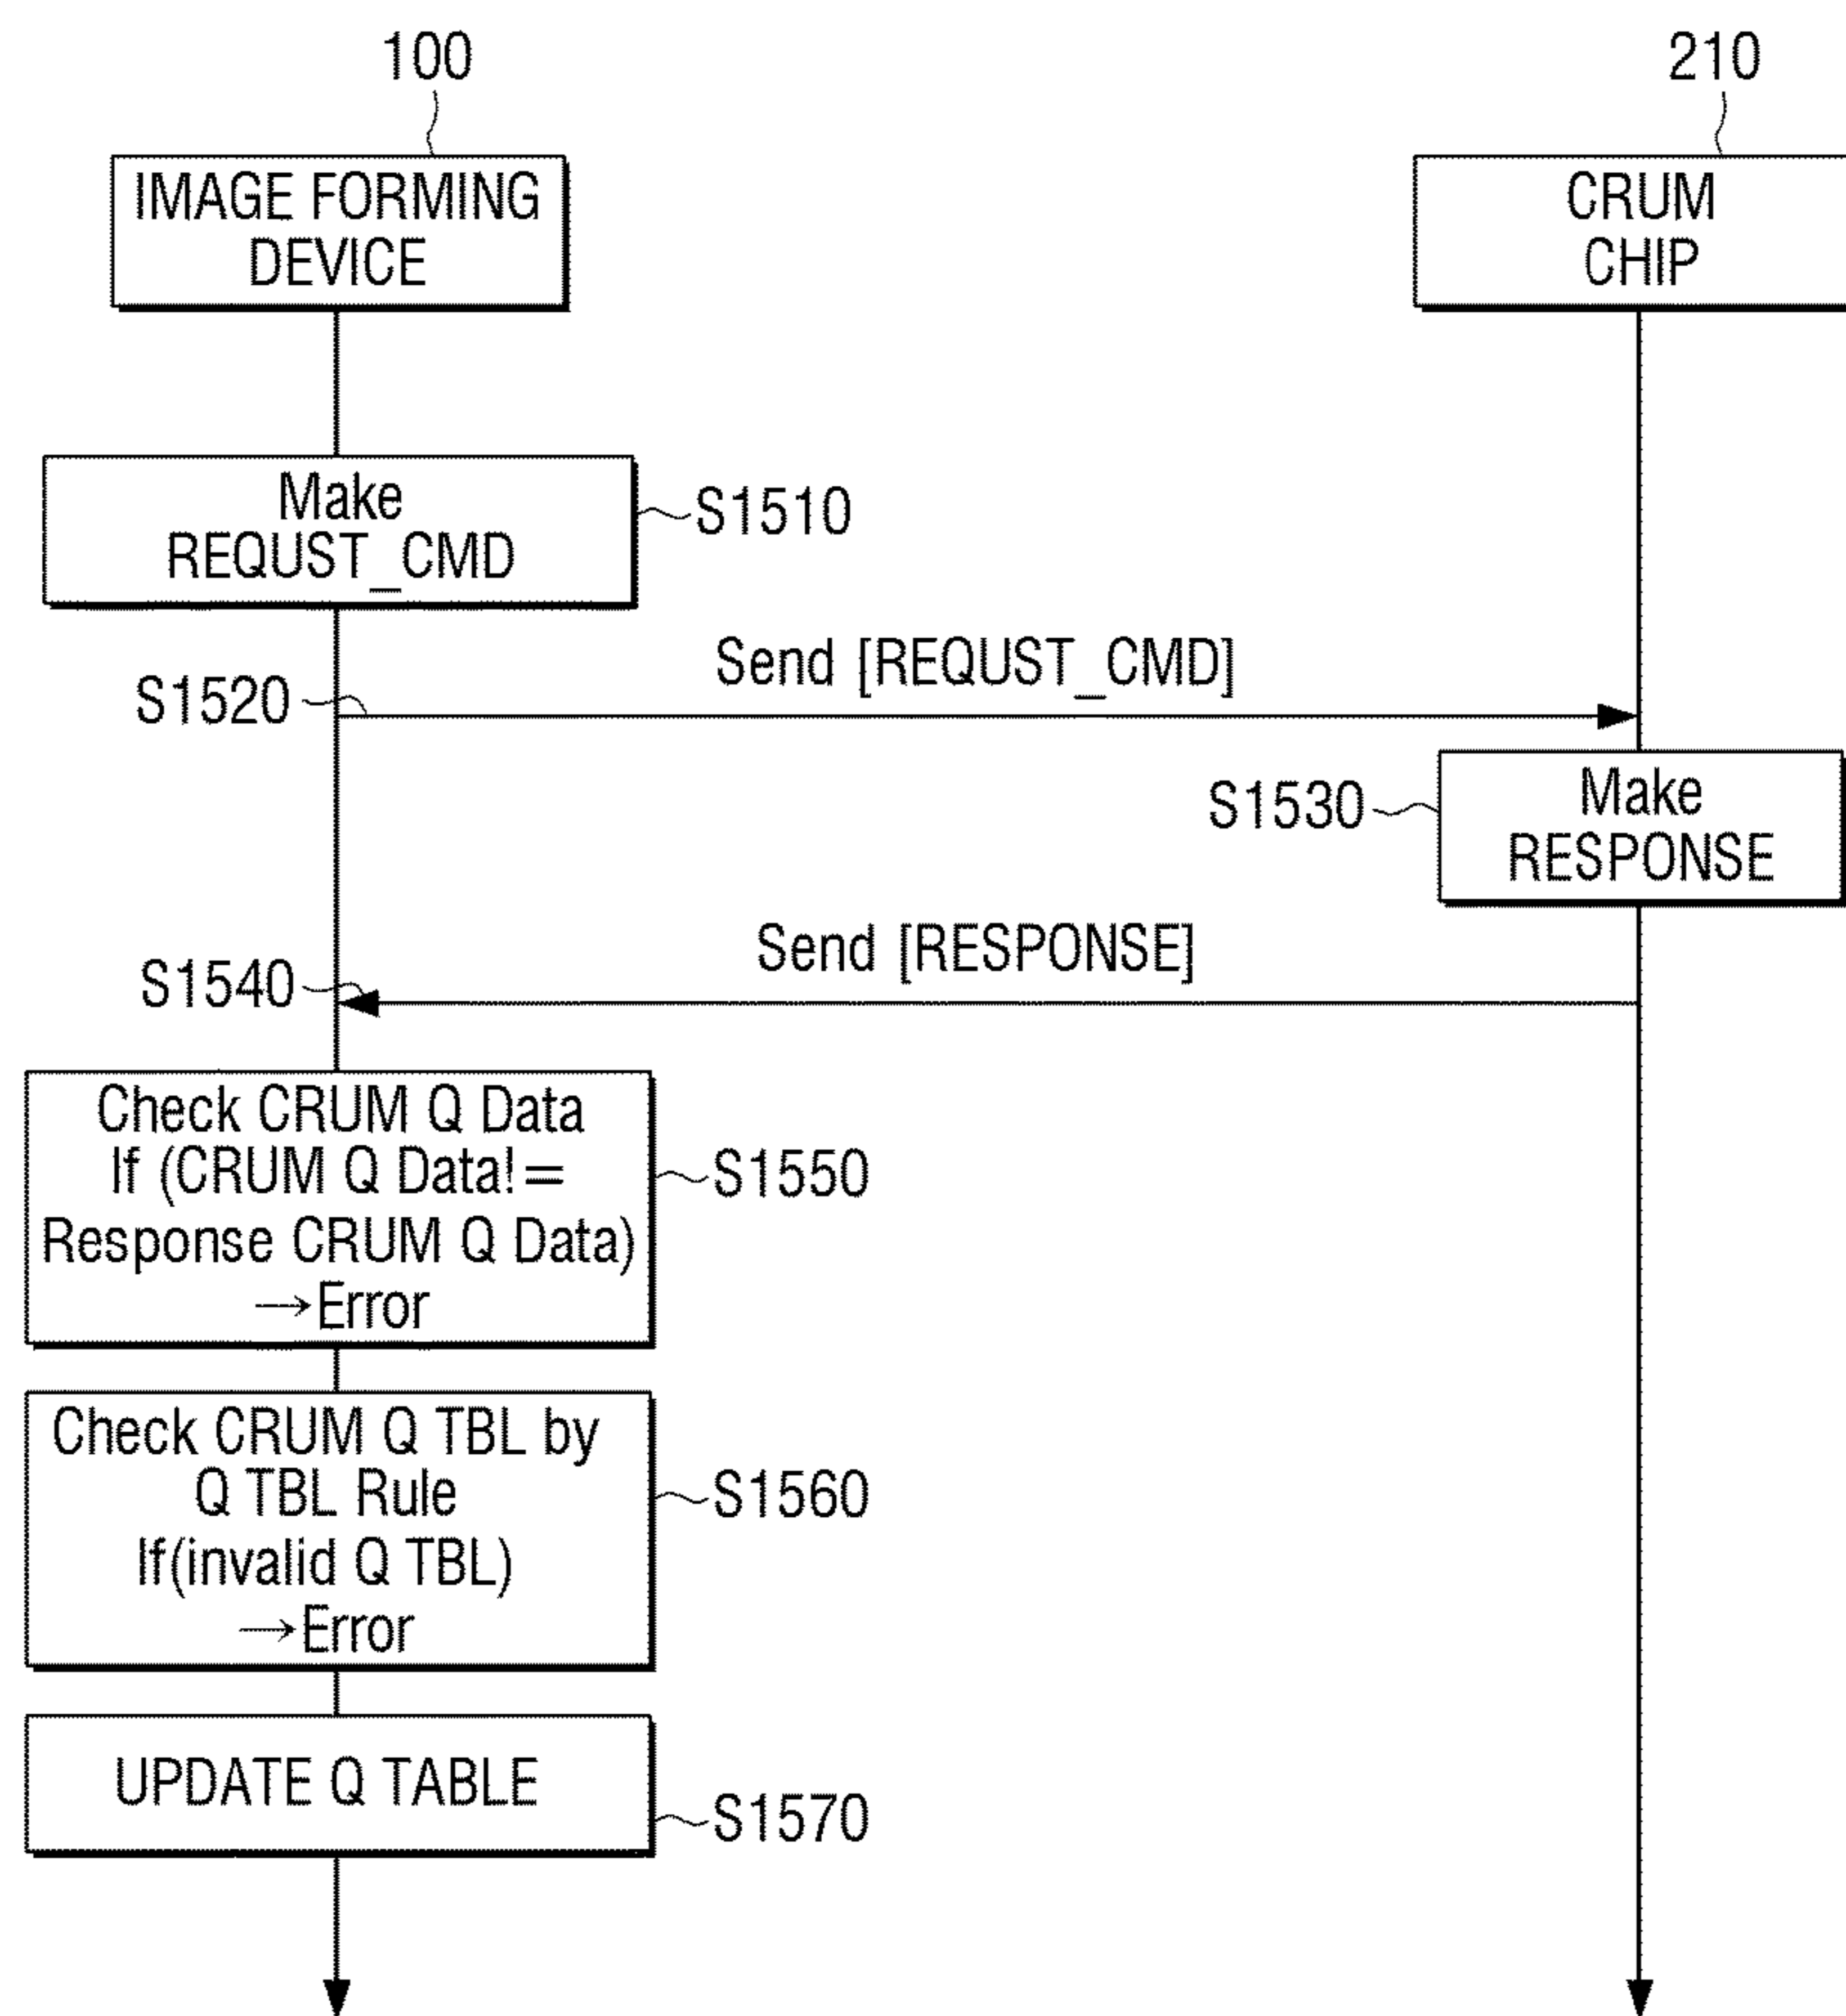 100
210
IMAGE FORMING
DEVICE
CRUM
CHIP
Make
REQUST_CMD
S1510
Send [REQUST_CMD]
S1520
S1530
Make
RESPONSE
Send [RESPONSE]
S1540
Check CRUM Q Data
If (CRUM Q Data!=
Response CRUM Q Data)
→Error
S1550
Check CRUM Q TBL by
Q TBL Rule
If(invalid Q TBL)
→Error
S1560
UPDATE Q TABLE
S1570